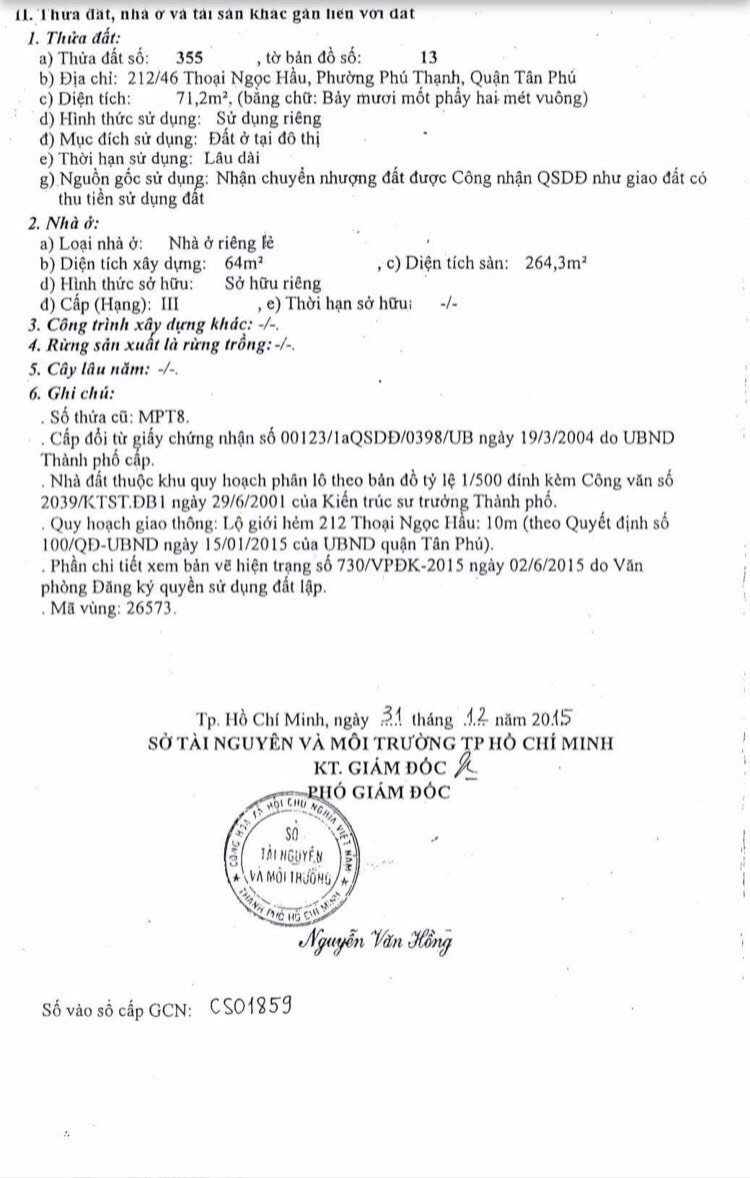 II. Thửa đất, nhà ở và tài sản khác gắn liền với đất
1. Thửa đất:
a) Thửa đất số: 355 , tờ bản đồ số: 13
b) Địa chỉ: 212/46 Thoại Ngọc Hầu, Phường Phú Thạnh, Quận Tân Phú
c) Diện tích: 71,2m², (bằng chữ: Bảy mươi mốt phẩy hai mét vuông)
d) Hình thức sử dụng: Sử dụng riêng
đ) Mục đích sử dụng: Đất ở tại đô thị
e) Thời hạn sử dụng: Lâu dài
g) Nguồn gốc sử dụng: Nhận chuyển nhượng đất được Công nhận QSDĐ như giao đất có
thu tiền sử dụng đất
2. Nhà ở:
a) Loại nhà ở: Nhà ở riêng lẻ
b) Diện tích xây dựng: 64m² , c) Diện tích sàn: 264,3m²
d) Hình thức sở hữu: Sở hữu riêng
đ) Cấp (Hạng): III , e) Thời hạn sở hữu: -/-
3. Công trình xây dựng khác: -/-.
4. Rừng sản xuất là rừng trồng: -/-.
5. Cây lâu năm: -/-.
6. Ghi chú:
. Số thửa cũ: MPT8.
. Cấp đổi từ giấy chứng nhận số 00123/1aQSDĐ/0398/UB ngày 19/3/2004 do UBND
Thành phố cấp.
. Nhà đất thuộc khu quy hoạch phân lô theo bản đồ tỷ lệ 1/500 đính kèm Công văn số
2039/KTST.ĐB1 ngày 29/6/2001 của Kiến trúc sư trưởng Thành phố.
. Quy hoạch giao thông: Lộ giới hẻm 212 Thoại Ngọc Hầu: 10m (theo Quyết định số
100/QĐ-UBND ngày 15/01/2015 của UBND quận Tân Phú).
. Phần chi tiết xem bản vẽ hiện trạng số 730/VPĐK-2015 ngày 02/6/2015 do Văn
phòng Đăng ký quyền sử dụng đất lập.
. Mã vùng: 26573.
Tp. Hồ Chí Minh, ngày 31 tháng 12 năm 2015
SỞ TÀI NGUYÊN VÀ MÔI TRƯỜNG TP HỒ CHÍ MINH
KT. GIÁM ĐỐC
PHÓ GIÁM ĐỐC
CỘNG HÒA XÃ HỘI CHỦ NGHĨA VIỆT NAM
SỞ
TÀI NGUYÊN
VÀ MÔI TRƯỜNG
THÀNH PHỐ HỒ CHÍ MINH
Nguyễn Văn Hồng
Số vào sổ cấp GCN: CS01859